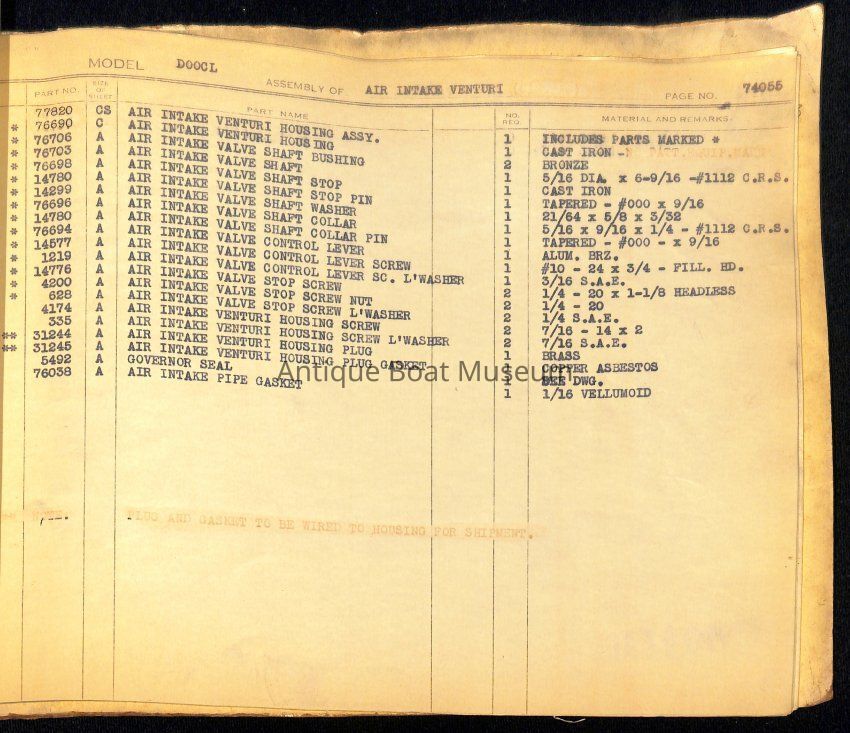 MODEL DOOCL
ASSEMBLY OF AIR INTAKE VENTURI
PAGE NO. 74055
PART NO. SIZE OF SHEET PART NAME NO. REQ. MATERIAL AND REMARKS
77820 CS AIR INTAKE VENTURI HOUSING ASSY. 1 INCLUDES PARTS MARKED *
* 76690 C AIR INTAKE VENTURI HOUSING 1 CAST IRON -
* 76706 A AIR INTAKE VALVE SHAFT BUSHING 2 BRONZE
* 76703 A AIR INTAKE VALVE SHAFT 1 5/16 DIA. x 6-9/16 -#1112 C.R.S.
* 76698 A AIR INTAKE VALVE SHAFT STOP 1 CAST IRON
* 14780 A AIR INTAKE VALVE SHAFT STOP PIN 1 TAPERED - #000 x 9/16
* 14299 A AIR INTAKE VALVE SHAFT WASHER 1 21/64 x 5/8 x 3/32
* 76696 A AIR INTAKE VALVE SHAFT COLLAR 1 5/16 x 9/16 x 1/4 - #1112 C.R.S.
* 14780 A AIR INTAKE VALVE SHAFT COLLAR PIN 1 TAPERED - #000 - x 9/16
* 76694 A AIR INTAKE VALVE CONTROL LEVER 1 ALUM. BRZ.
* 14577 A AIR INTAKE VALVE CONTROL LEVER SCREW 1 #10 - 24 x 3/4 - FILL. HD.
* 1219 A AIR INTAKE VALVE CONTROL LEVER SC. L'WASHER 1 3/16 S.A.E.
* 14776 A AIR INTAKE VALVE STOP SCREW 2 1/4 - 20 x 1-1/8 HEADLESS
* 4200 A AIR INTAKE VALVE STOP SCREW NUT 2 1/4 - 20
* 628 A AIR INTAKE VALVE STOP SCREW L'WASHER 2 1/4 S.A.E.
4174 A AIR INTAKE VENTURI HOUSING SCREW 2 7/16 - 14 x 2
335 A AIR INTAKE VENTURI HOUSING SCREW L'WASHER 2 7/16 S.A.E.
** 31244 A AIR INTAKE VENTURI HOUSING PLUG 1 BRASS
** 31245 A AIR INTAKE VENTURI HOUSING PLUG GASKET 1 COPPER ASBESTOS
5492 A GOVERNOR SEAL 1 SEE DWG.
76038 A AIR INTAKE PIPE GASKET 1 1/16 VELLUMOID
Antique Boat Museum
PLUG AND GASKET TO BE WIRED TO HOUSING FOR SHIPMENT.